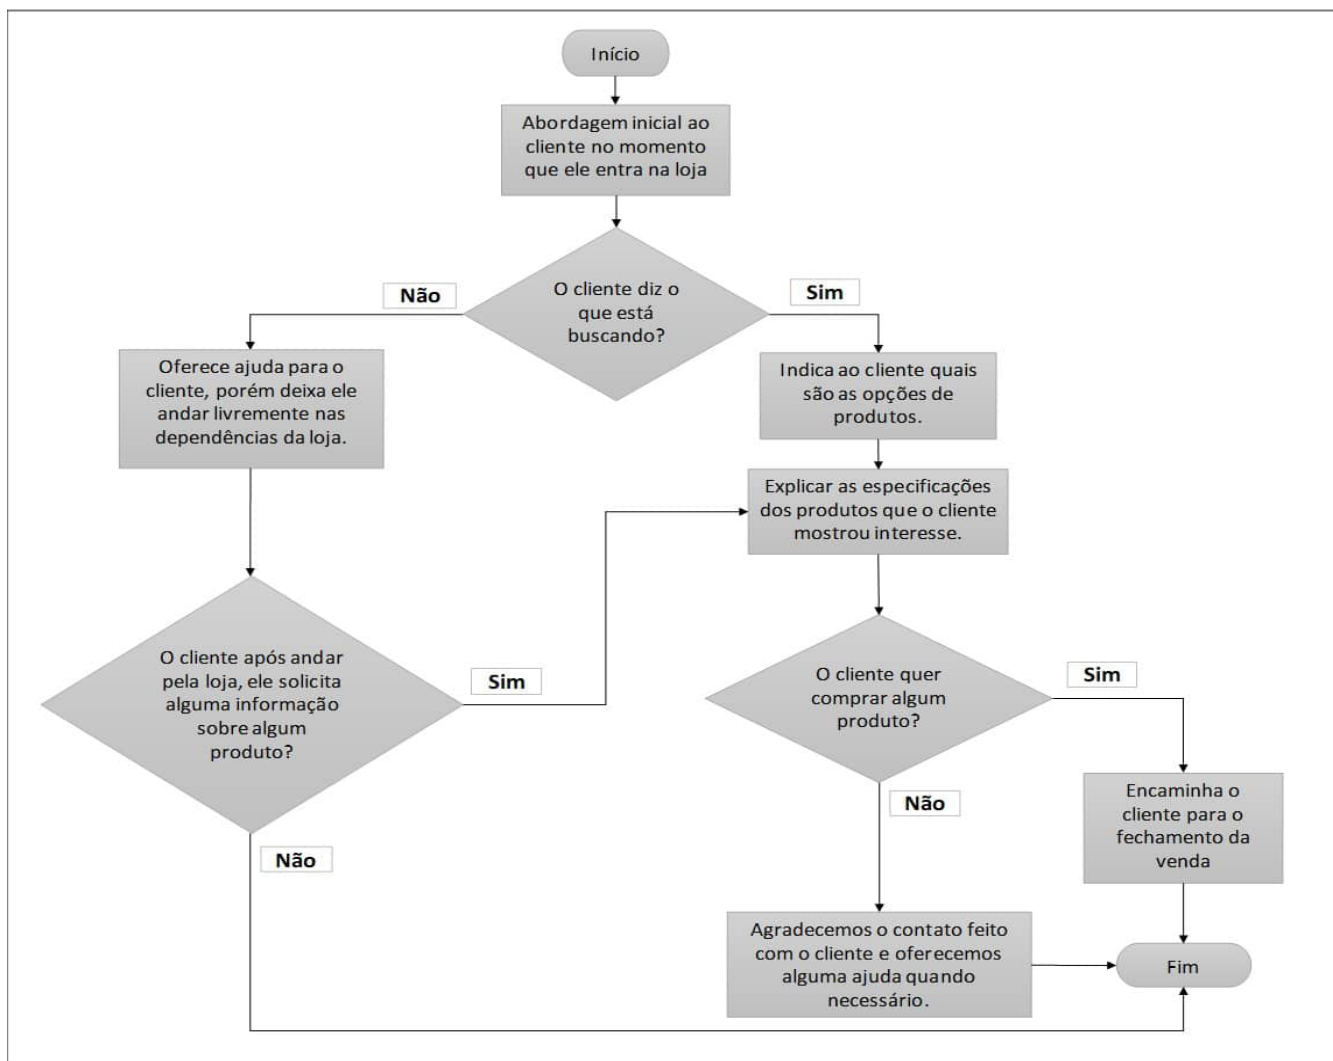 Início
Abordagem inicial ao
cliente no momento
que ele entra na loja
O cliente diz o
que está
buscando?
Não
Sim
Oferece ajuda para o
cliente, porém deixa ele
andar livremente nas
dependências da loja.
Indica ao cliente quais
são as opções de
produtos.
Explicar as especificações
dos produtos que o cliente
mostrou interesse.
O cliente após andar
pela loja, ele solicita
alguma informação
sobre algum
produto?
Sim
Não
O cliente quer
comprar algum
produto?
Sim
Não
Encaminha o
cliente para o
fechamento da
venda
Agradecemos o contato feito
com o cliente e oferecemos
alguma ajuda quando
necessário.
Fim